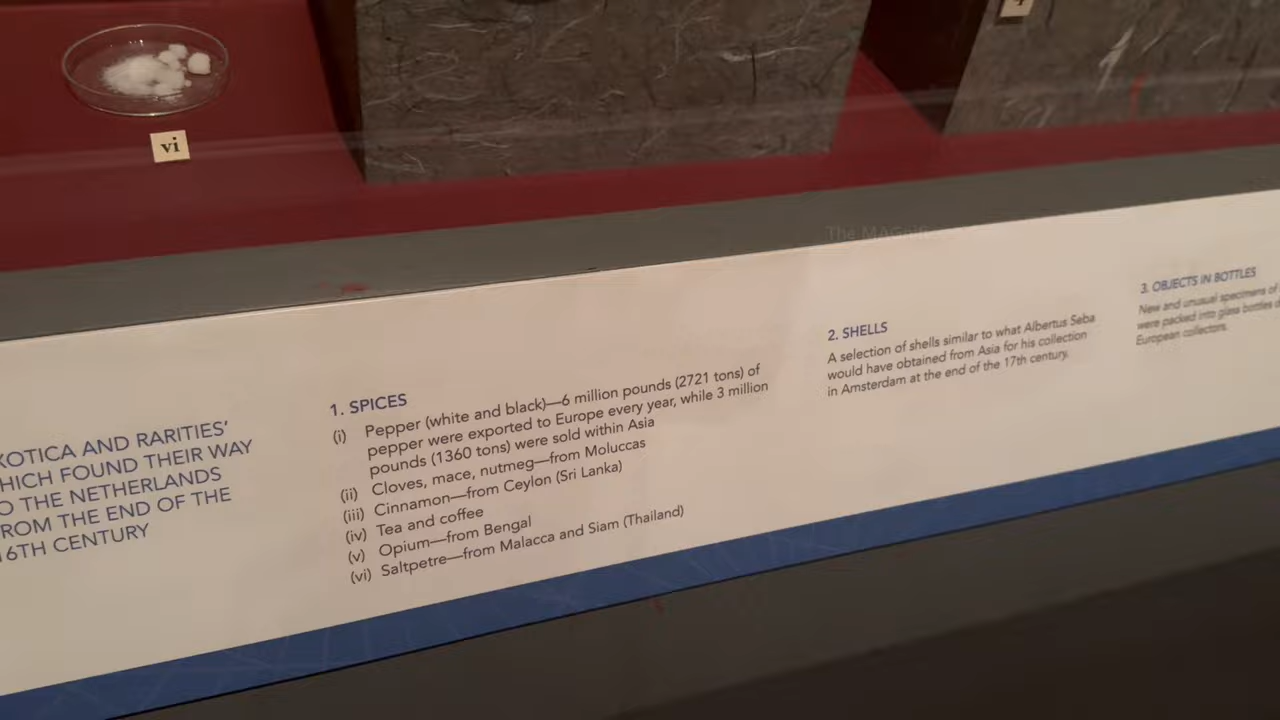 vi
The MAG
XOTICA AND RARITIES'
HICH FOUND THEIR WAY
O THE NETHERLANDS
ROM THE END OF THE
16TH CENTURY
1. SPICES
(i) Pepper (white and black)—6 million pounds (2721 tons) of
pepper were exported to Europe every year, while 3 million
pounds (1360 tons) were sold within Asia
(ii) Cloves, mace, nutmeg—from Moluccas
(iii) Cinnamon—from Ceylon (Sri Lanka)
(iv) Tea and coffee
(v) Opium—from Bengal
(vi) Saltpetre—from Malacca and Siam (Thailand)
2. SHELLS
A selection of shells similar to what Albertus Seba
would have obtained from Asia for his collection
in Amsterdam at the end of the 17th century.
3. OBJECTS IN BOTTLES
New and unusual specimens of
were packed into glass bottles
European collectors.